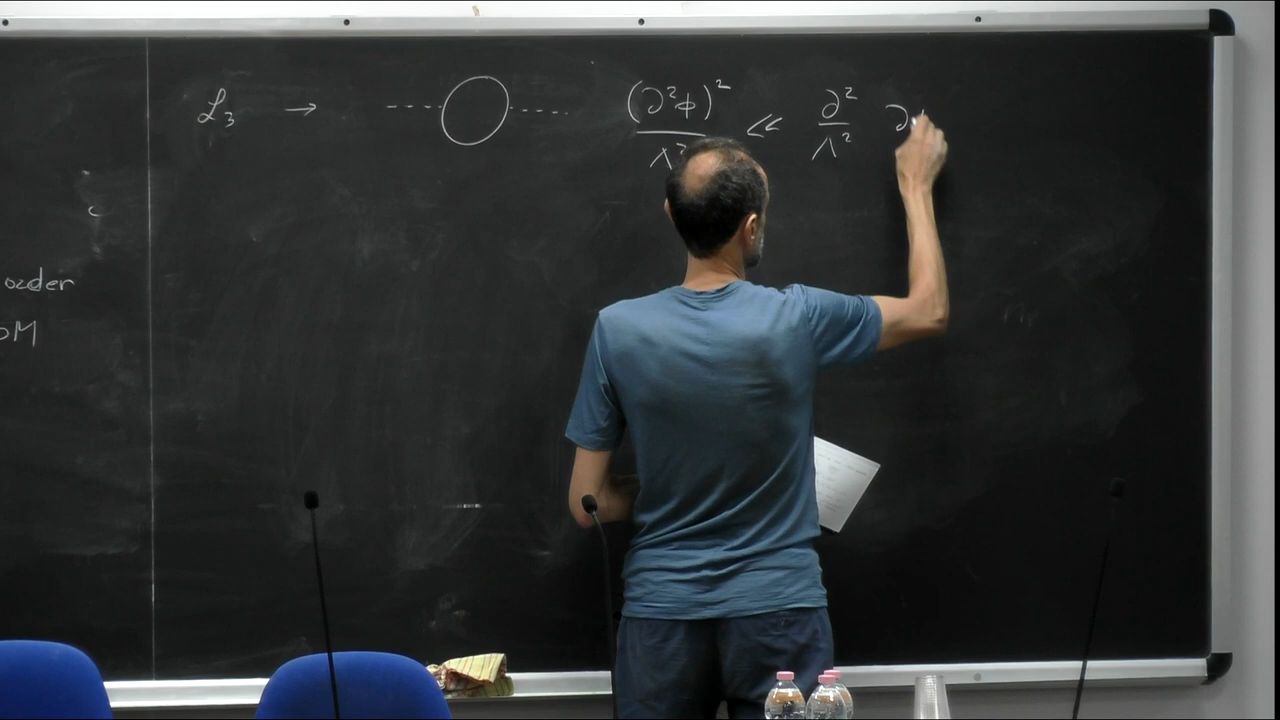 ℒ₃ → (∂²φ)² / Λ² << ∂² / Λ² ∂
order
OM